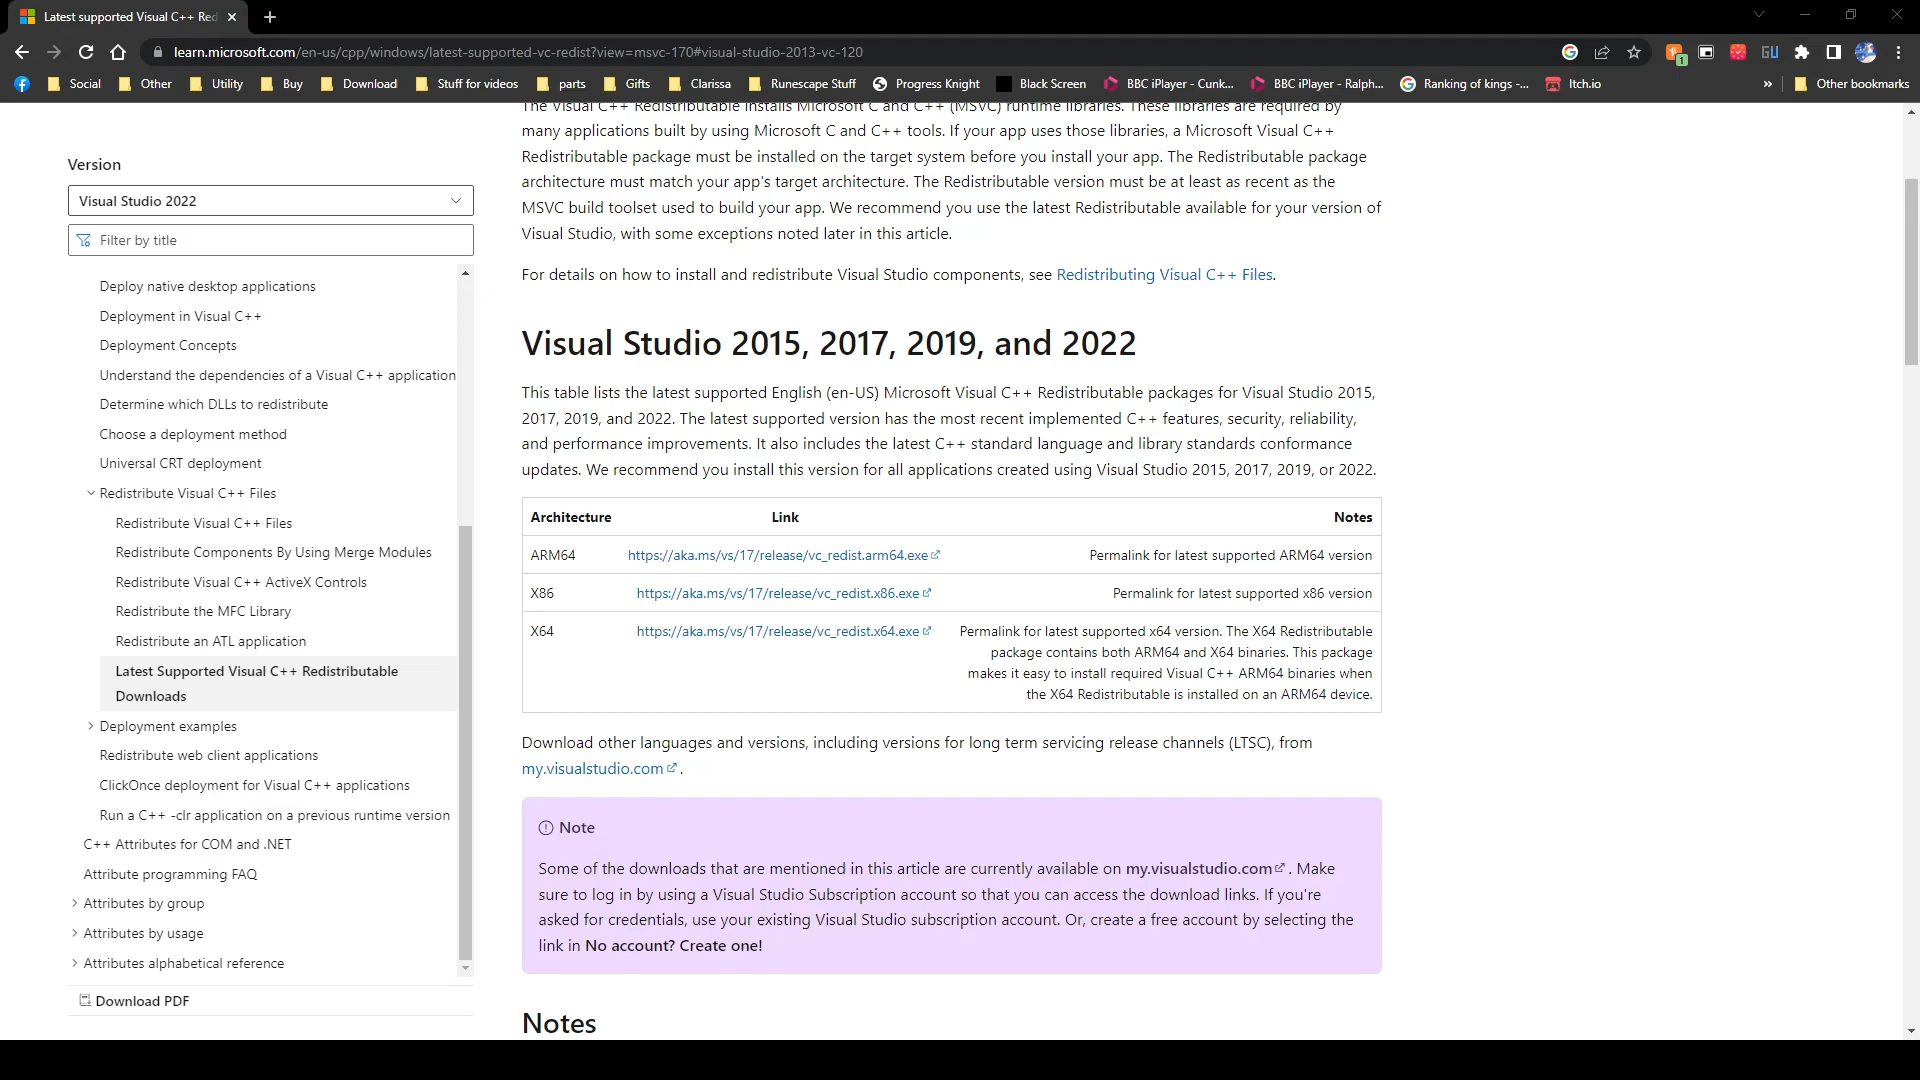 Latest supported Visual C++ Red
learn.microsoft.com/en-us/cpp/windows/latest-supported-vc-redist?view=msvc-170#visual-studio-2013-vc-120
1
GU
Social
Other
Utility
Buy
Download
Stuff for videos
parts
Gifts
Clarissa
Runescape Stuff
Progress Knight
Black Screen
BBC iPlayer - Cunk...
BBC iPlayer - Ralph...
Ranking of kings -...
Itch.io
»
Other bookmarks
Version
Visual Studio 2022
Filter by title
Deploy native desktop applications
Deployment in Visual C++
Deployment Concepts
Understand the dependencies of a Visual C++ application
Determine which DLLs to redistribute
Choose a deployment method
Universal CRT deployment
Redistribute Visual C++ Files
Redistribute Visual C++ Files
Redistribute Components By Using Merge Modules
Redistribute Visual C++ ActiveX Controls
Redistribute the MFC Library
Redistribute an ATL application
Latest Supported Visual C++ Redistributable
Downloads
Deployment examples
Redistribute web client applications
ClickOnce deployment for Visual C++ applications
Run a C++ -clr application on a previous runtime version
C++ Attributes for COM and .NET
Attribute programming FAQ
Attributes by group
Attributes by usage
Attributes alphabetical reference
Download PDF
The Visual C++ Redistributable installs Microsoft C and C++ (MSVC) runtime libraries. These libraries are required by
many applications built by using Microsoft C and C++ tools. If your app uses those libraries, a Microsoft Visual C++
Redistributable package must be installed on the target system before you install your app. The Redistributable package
architecture must match your app's target architecture. The Redistributable version must be at least as recent as the
MSVC build toolset used to build your app. We recommend you use the latest Redistributable available for your version of
Visual Studio, with some exceptions noted later in this article.
For details on how to install and redistribute Visual Studio components, see Redistributing Visual C++ Files.
Visual Studio 2015, 2017, 2019, and 2022
This table lists the latest supported English (en-US) Microsoft Visual C++ Redistributable packages for Visual Studio 2015,
2017, 2019, and 2022. The latest supported version has the most recent implemented C++ features, security, reliability,
and performance improvements. It also includes the latest C++ standard language and library standards conformance
updates. We recommend you install this version for all applications created using Visual Studio 2015, 2017, 2019, or 2022.
Architecture Link Notes
ARM64 https://aka.ms/vs/17/release/vc_redist.arm64.exe Permalink for latest supported ARM64 version
X86 https://aka.ms/vs/17/release/vc_redist.x86.exe Permalink for latest supported x86 version
X64 https://aka.ms/vs/17/release/vc_redist.x64.exe Permalink for latest supported x64 version. The X64 Redistributable
package contains both ARM64 and X64 binaries. This package
makes it easy to install required Visual C++ ARM64 binaries when
the X64 Redistributable is installed on an ARM64 device.
Download other languages and versions, including versions for long term servicing release channels (LTSC), from
my.visualstudio.com .
Note
Some of the downloads that are mentioned in this article are currently available on my.visualstudio.com . Make
sure to log in by using a Visual Studio Subscription account so that you can access the download links. If you're
asked for credentials, use your existing Visual Studio subscription account. Or, create a free account by selecting the
link in No account? Create one!
Notes